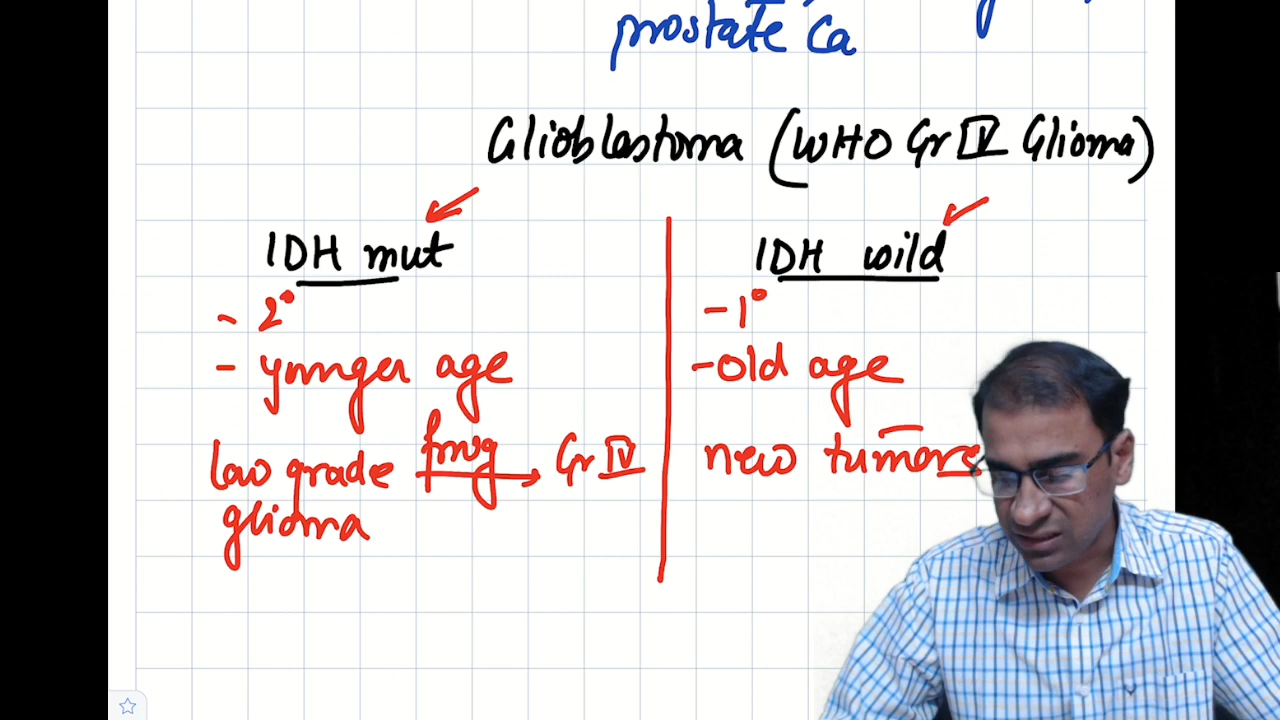 prostate Ca
Glioblastoma (WHO Gr IV Glioma)
IDH mut
- 2°
- younger age
low grade prog Gr IV
glioma
IDH wild
- 1°
- Old age
new tumors